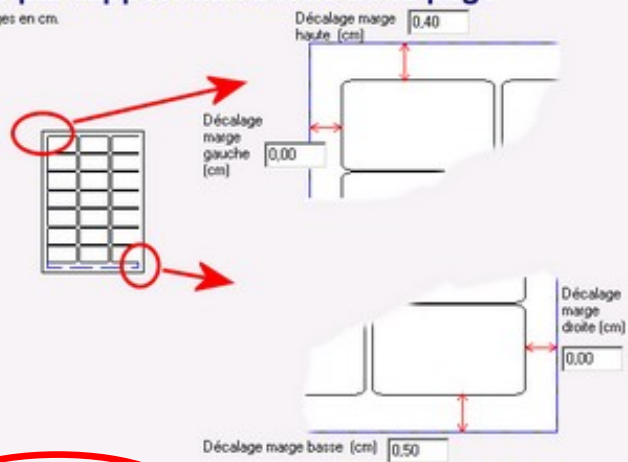 ges en cm.
Décalage marge
haute (cm)
0,40
Décalage
marge
gauche
(cm)
0,00
Décalage
marge
droite (cm)
0,00
Décalage marge basse (cm)
0,50